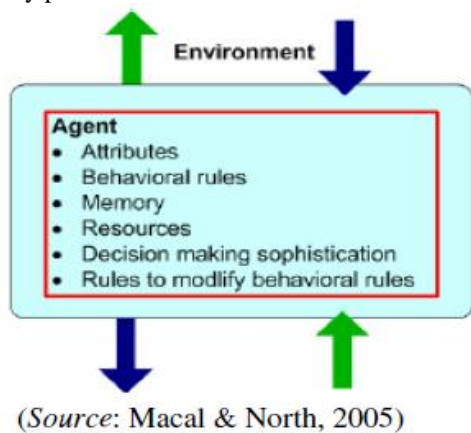 Environment
Agent
• Attributes
• Behavioral rules
• Memory
• Resources
• Decision making sophistication
• Rules to modlify behavioral rules
(Source: Macal & North, 2005)